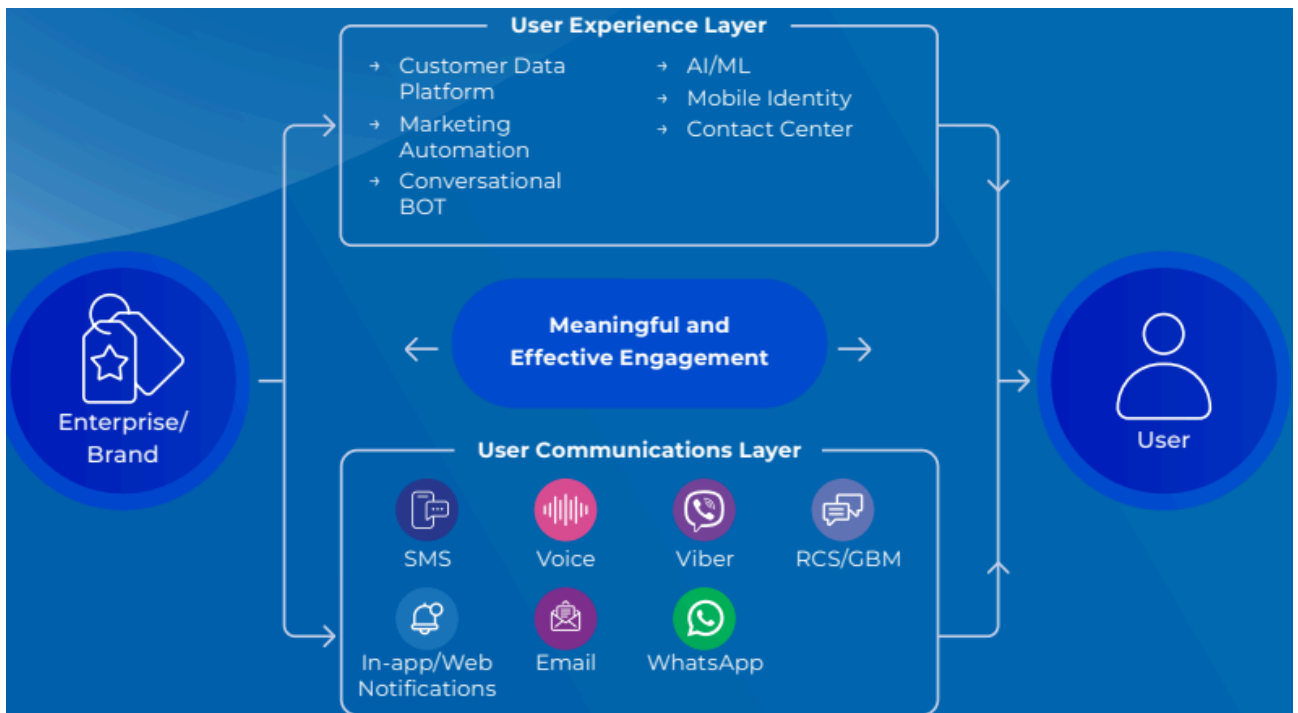 User Experience Layer
→ Customer Data
Platform
→ Marketing
Automation
→ Conversational
BOT
→ AI/ML
→ Mobile Identity
→ Contact Center
Enterprise/
Brand
Meaningful and
Effective Engagement
User
User Communications Layer
SMS
Voice
Viber
RCS/GBM
In-app/Web
Notifications
Email
WhatsApp